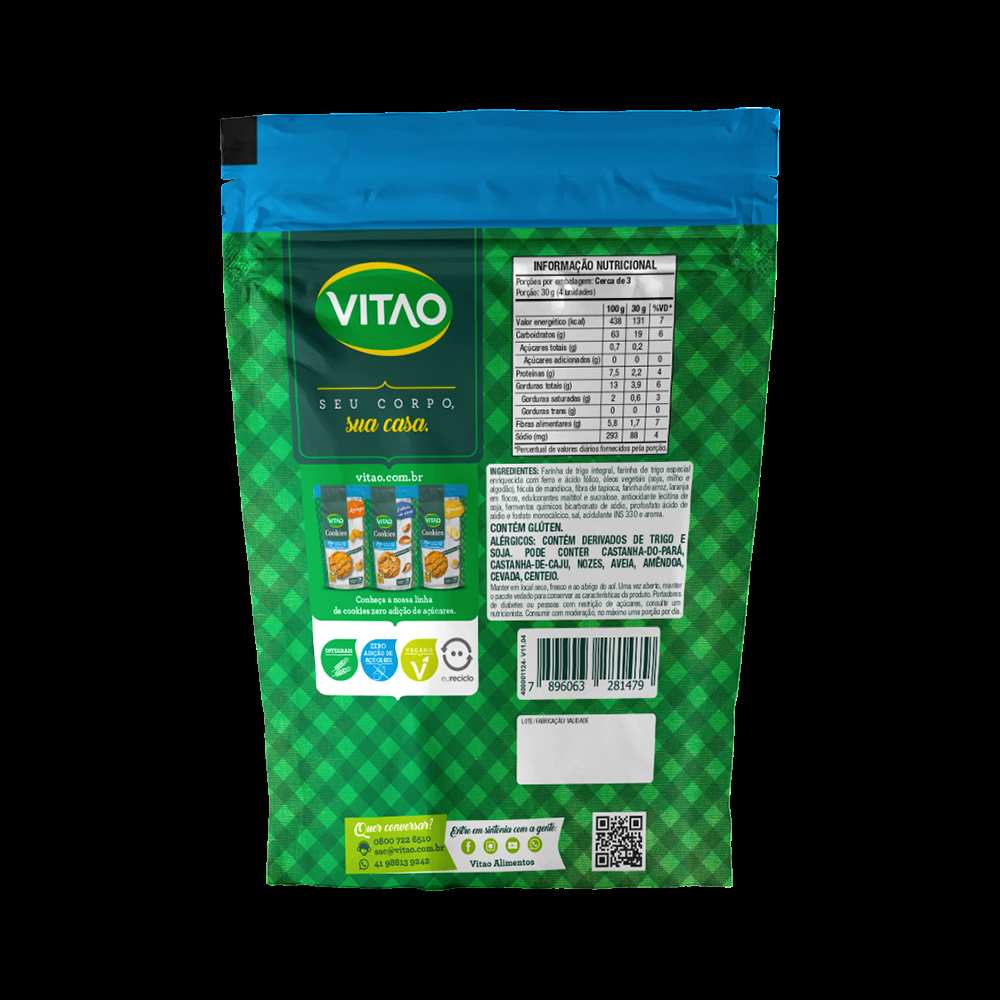 VITAO
SEU CORPO,
sua casa.
vitao.com.br
VITAO
Cookies
VITAO
Cookies
VITAO
Cookies
Conheça a nossa linha
de cookies zero adição de açúcares.
INTEGRAIS
ZERO
ADIÇÃO DE
AÇÚCARES
VEGANO
V
eureciclo
INFORMAÇÃO NUTRICIONAL
Porções por embalagem: Cerca de 3
Porção: 30 g (4 unidades)
100 g 30 g %VD*
Valor energético (kcal) 438 131 7
Carboidratos (g) 63 19 6
Açúcares totais (g) 0,7 0,2
Açúcares adicionados (g) 0 0 0
Proteínas (g) 7,5 2,2 4
Gorduras totais (g) 13 3,9 6
Gorduras saturadas (g) 2 0,6 3
Gorduras trans (g) 0 0 0
Fibras alimentares (g) 5,8 1,7 7
Sódio (mg) 293 88 4
*Percentual de valores diários fornecidos pela porção.
INGREDIENTES: Farinha de trigo integral, farinha de trigo especial
enriquecida com ferro e ácido fólico, óleos vegetais (soja, milho e
algodão), fécula de mandioca, fibra de tapioca, farinha de arroz, laranja
em flocos, edulcorantes maltitol e sucralose, antioxidante lecitina de
soja, fermentos químicos bicarbonato de sódio, pirofosfato ácido de
sódio e fosfato monocálcico, sal, acidulante INS 330 e aroma.
CONTÉM GLÚTEN.
ALÉRGICOS: CONTÉM DERIVADOS DE TRIGO E
SOJA. PODE CONTER CASTANHA-DO-PARÁ,
CASTANHA-DE-CAJU, NOZES, AVEIA, AMÊNDOA,
CEVADA, CENTEIO.
Manter em local seco, fresco e ao abrigo do sol. Uma vez aberto, manter
o pacote vedado para conservar as características do produto. Portadores
de diabetes ou pessoas com restrição de açúcares, consulte um
nutricionista. Consumir com moderação, no máximo uma porção por dia.
400001124- V11.04
7 896063 281479
LOTE/ FABRICAÇÃO/ VALIDADE
Quer conversar?
0800 722 6510
sac@vitao.com.br
41 98813 9242
Entre em sintonia com a gente:
Vitao Alimentos